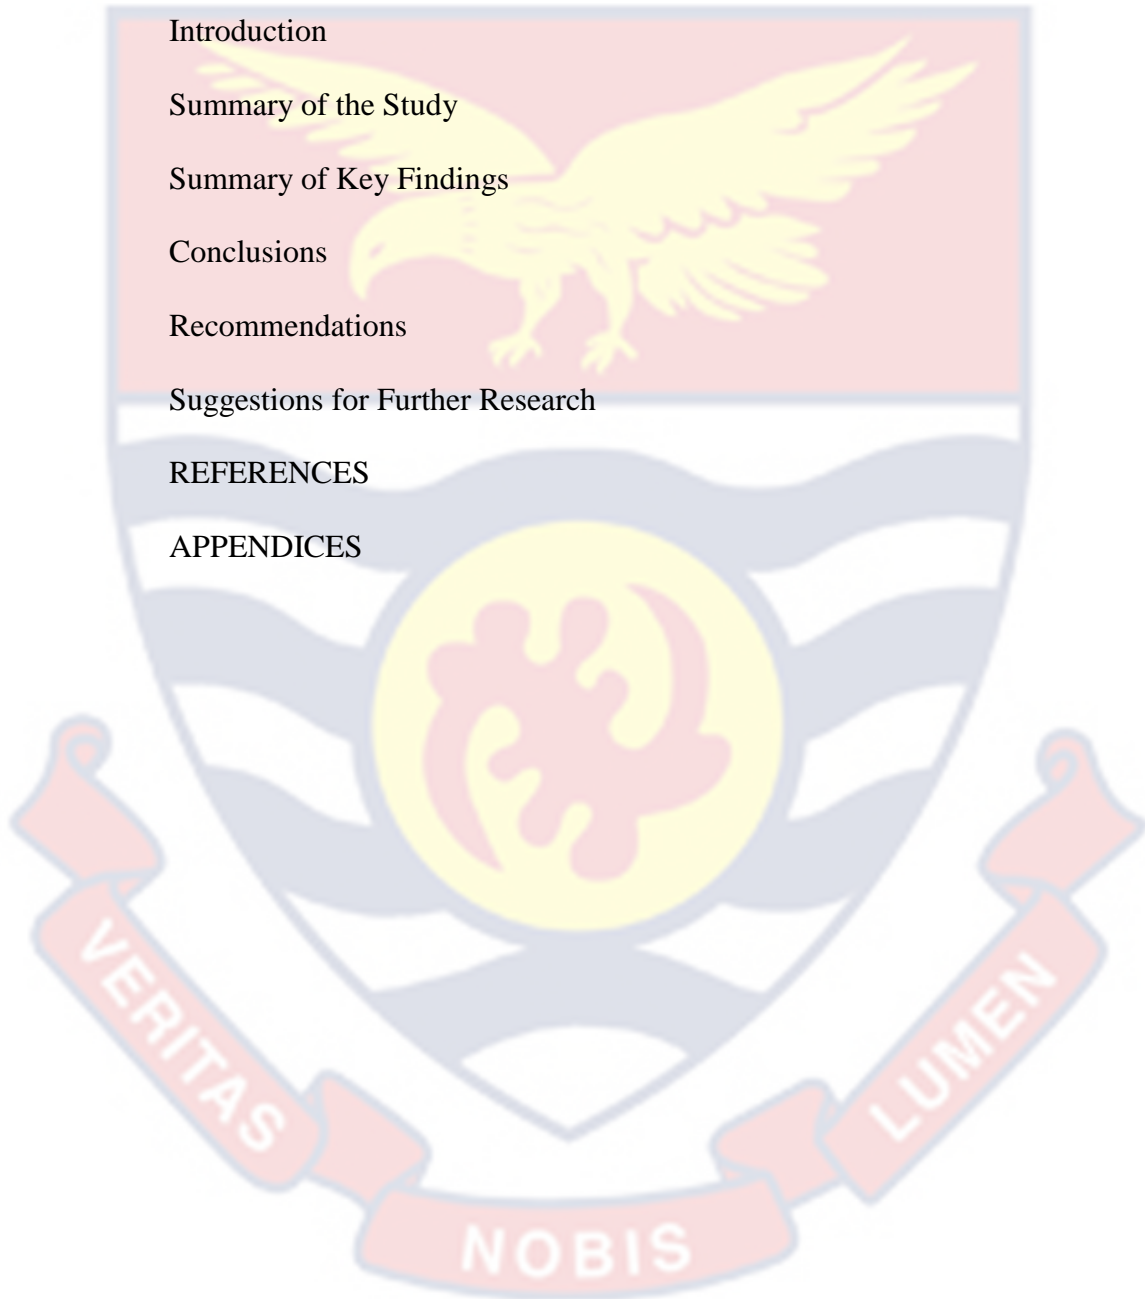 Introduction
Summary of the Study
Summary of Key Findings
Conclusions
Recommendations
Suggestions for Further Research
REFERENCES
APPENDICES
VERITAS
NOBIS
LUMEN